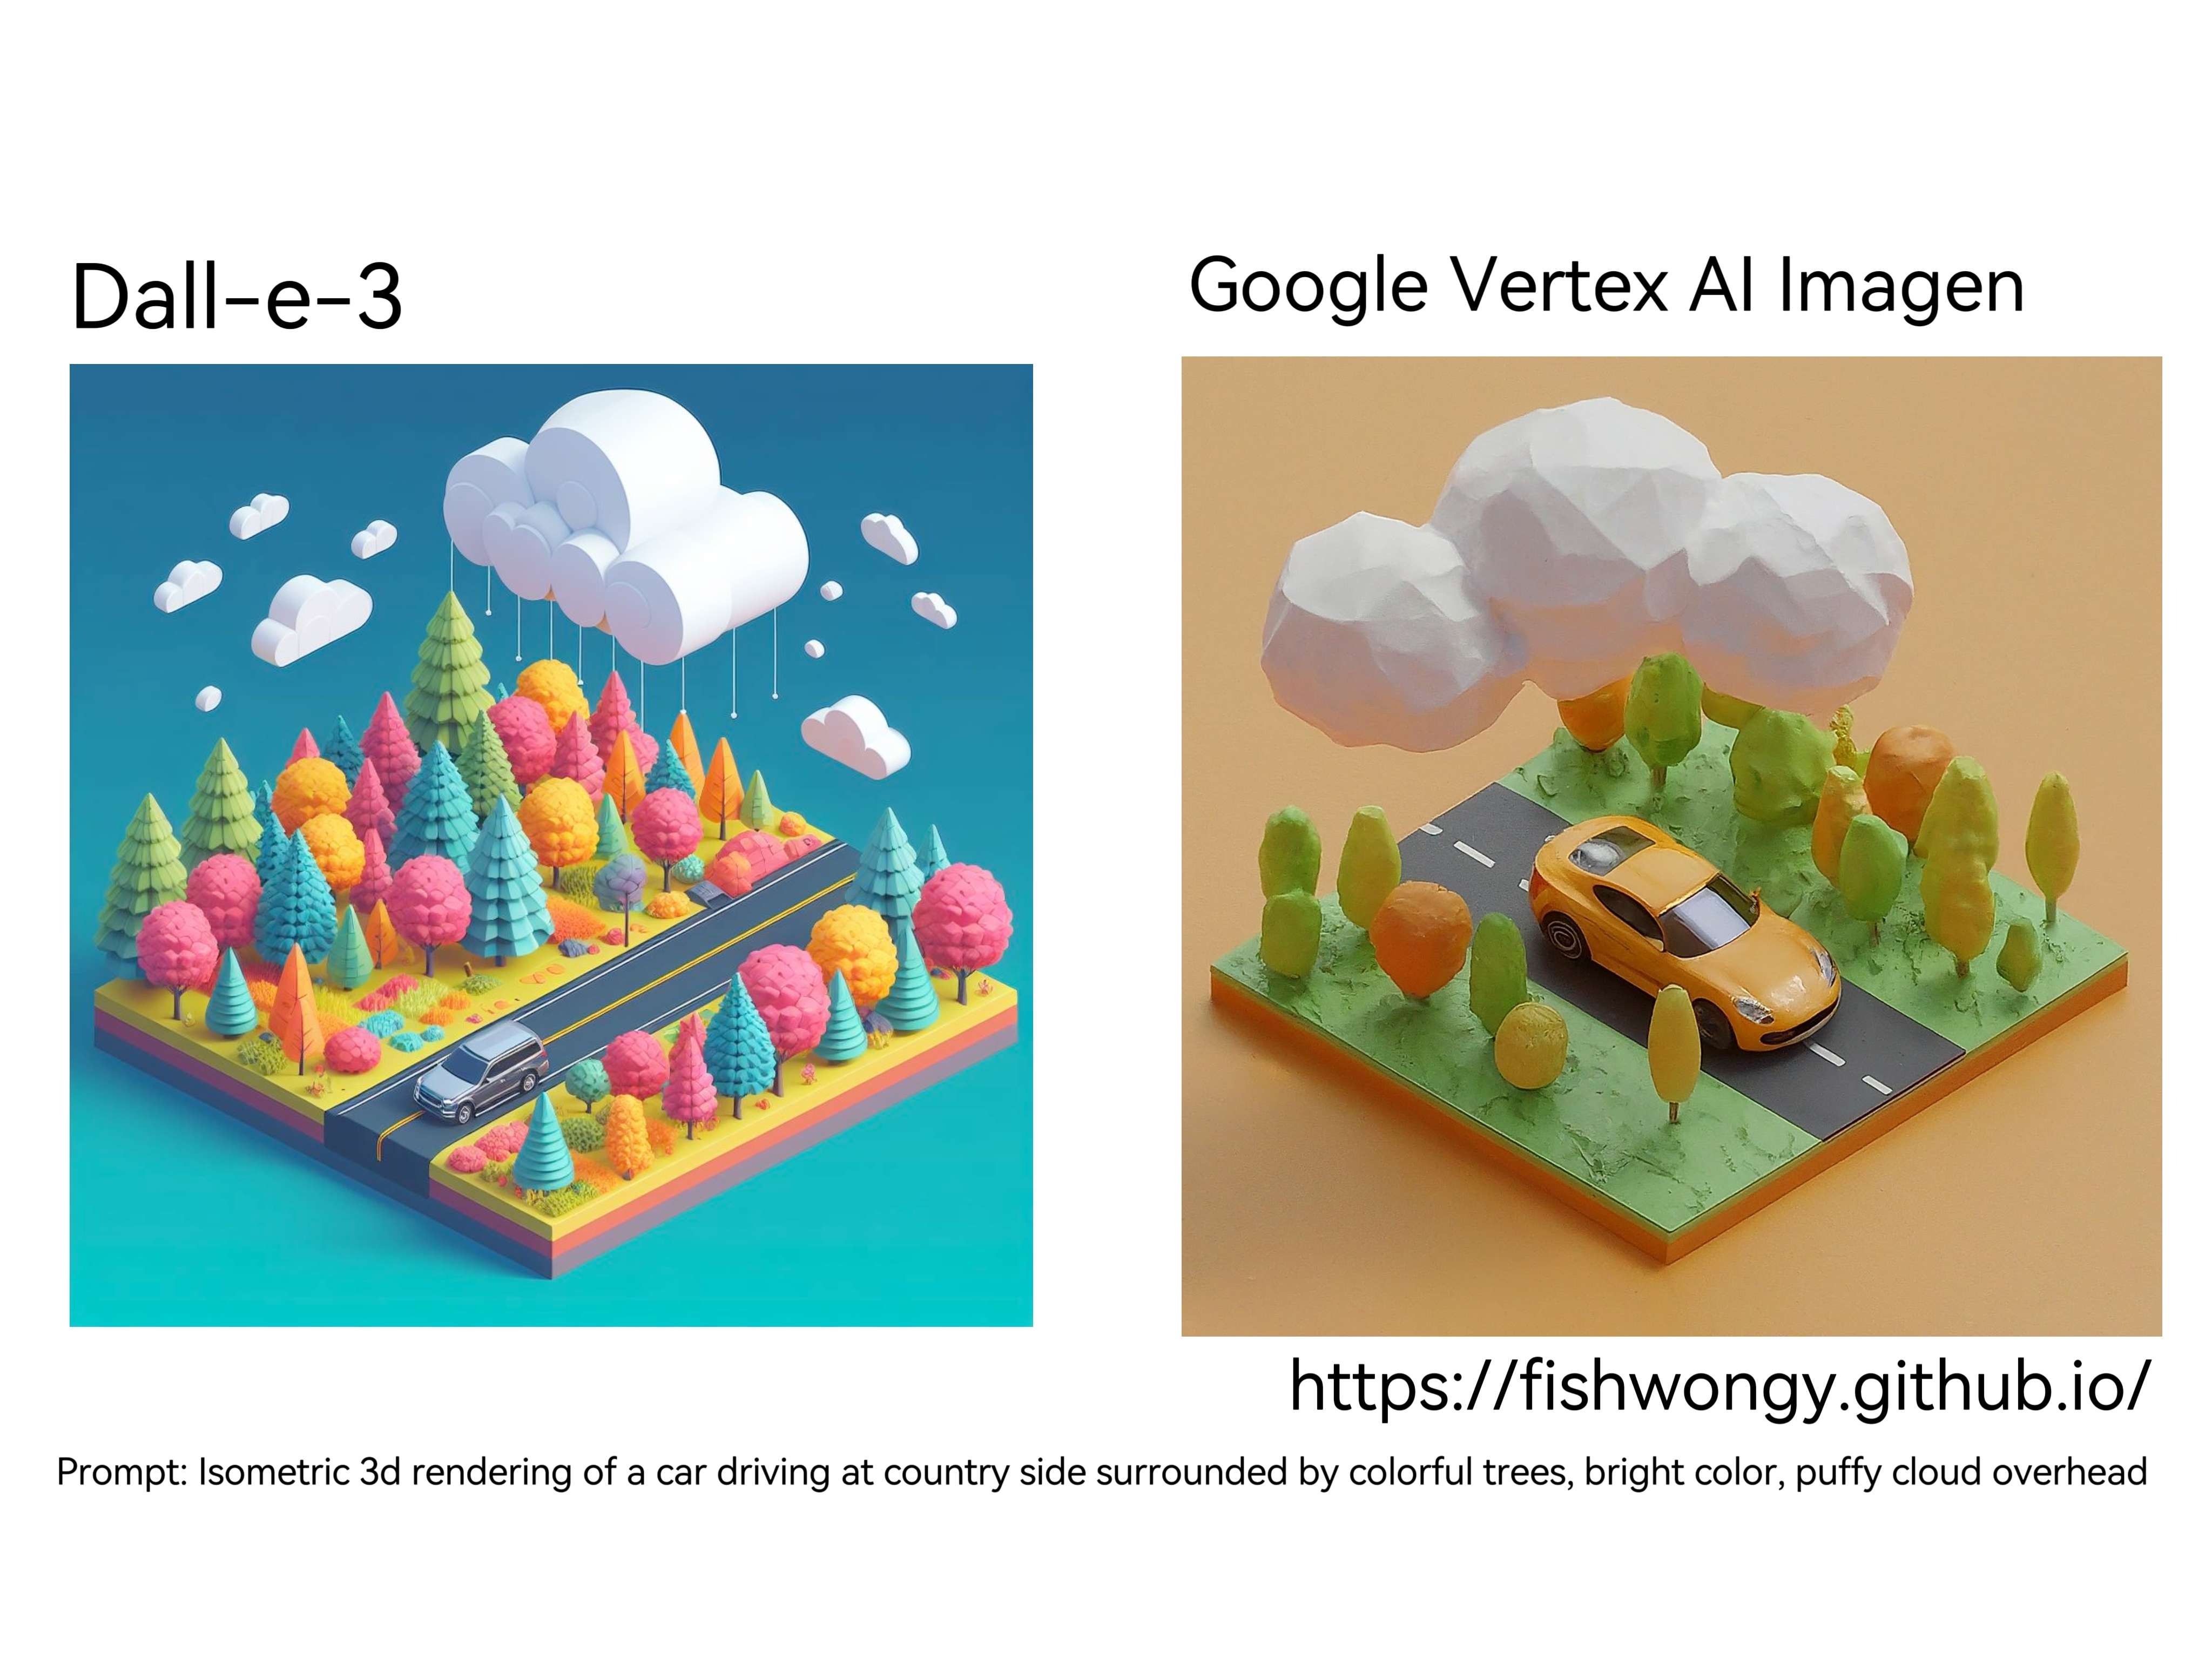 Dall-e-3
Google Vertex AI Imagen
https://fishwongy.github.io/
Prompt: Isometric 3d rendering of a car driving at country side surrounded by colorful trees, bright color, puffy cloud overhead